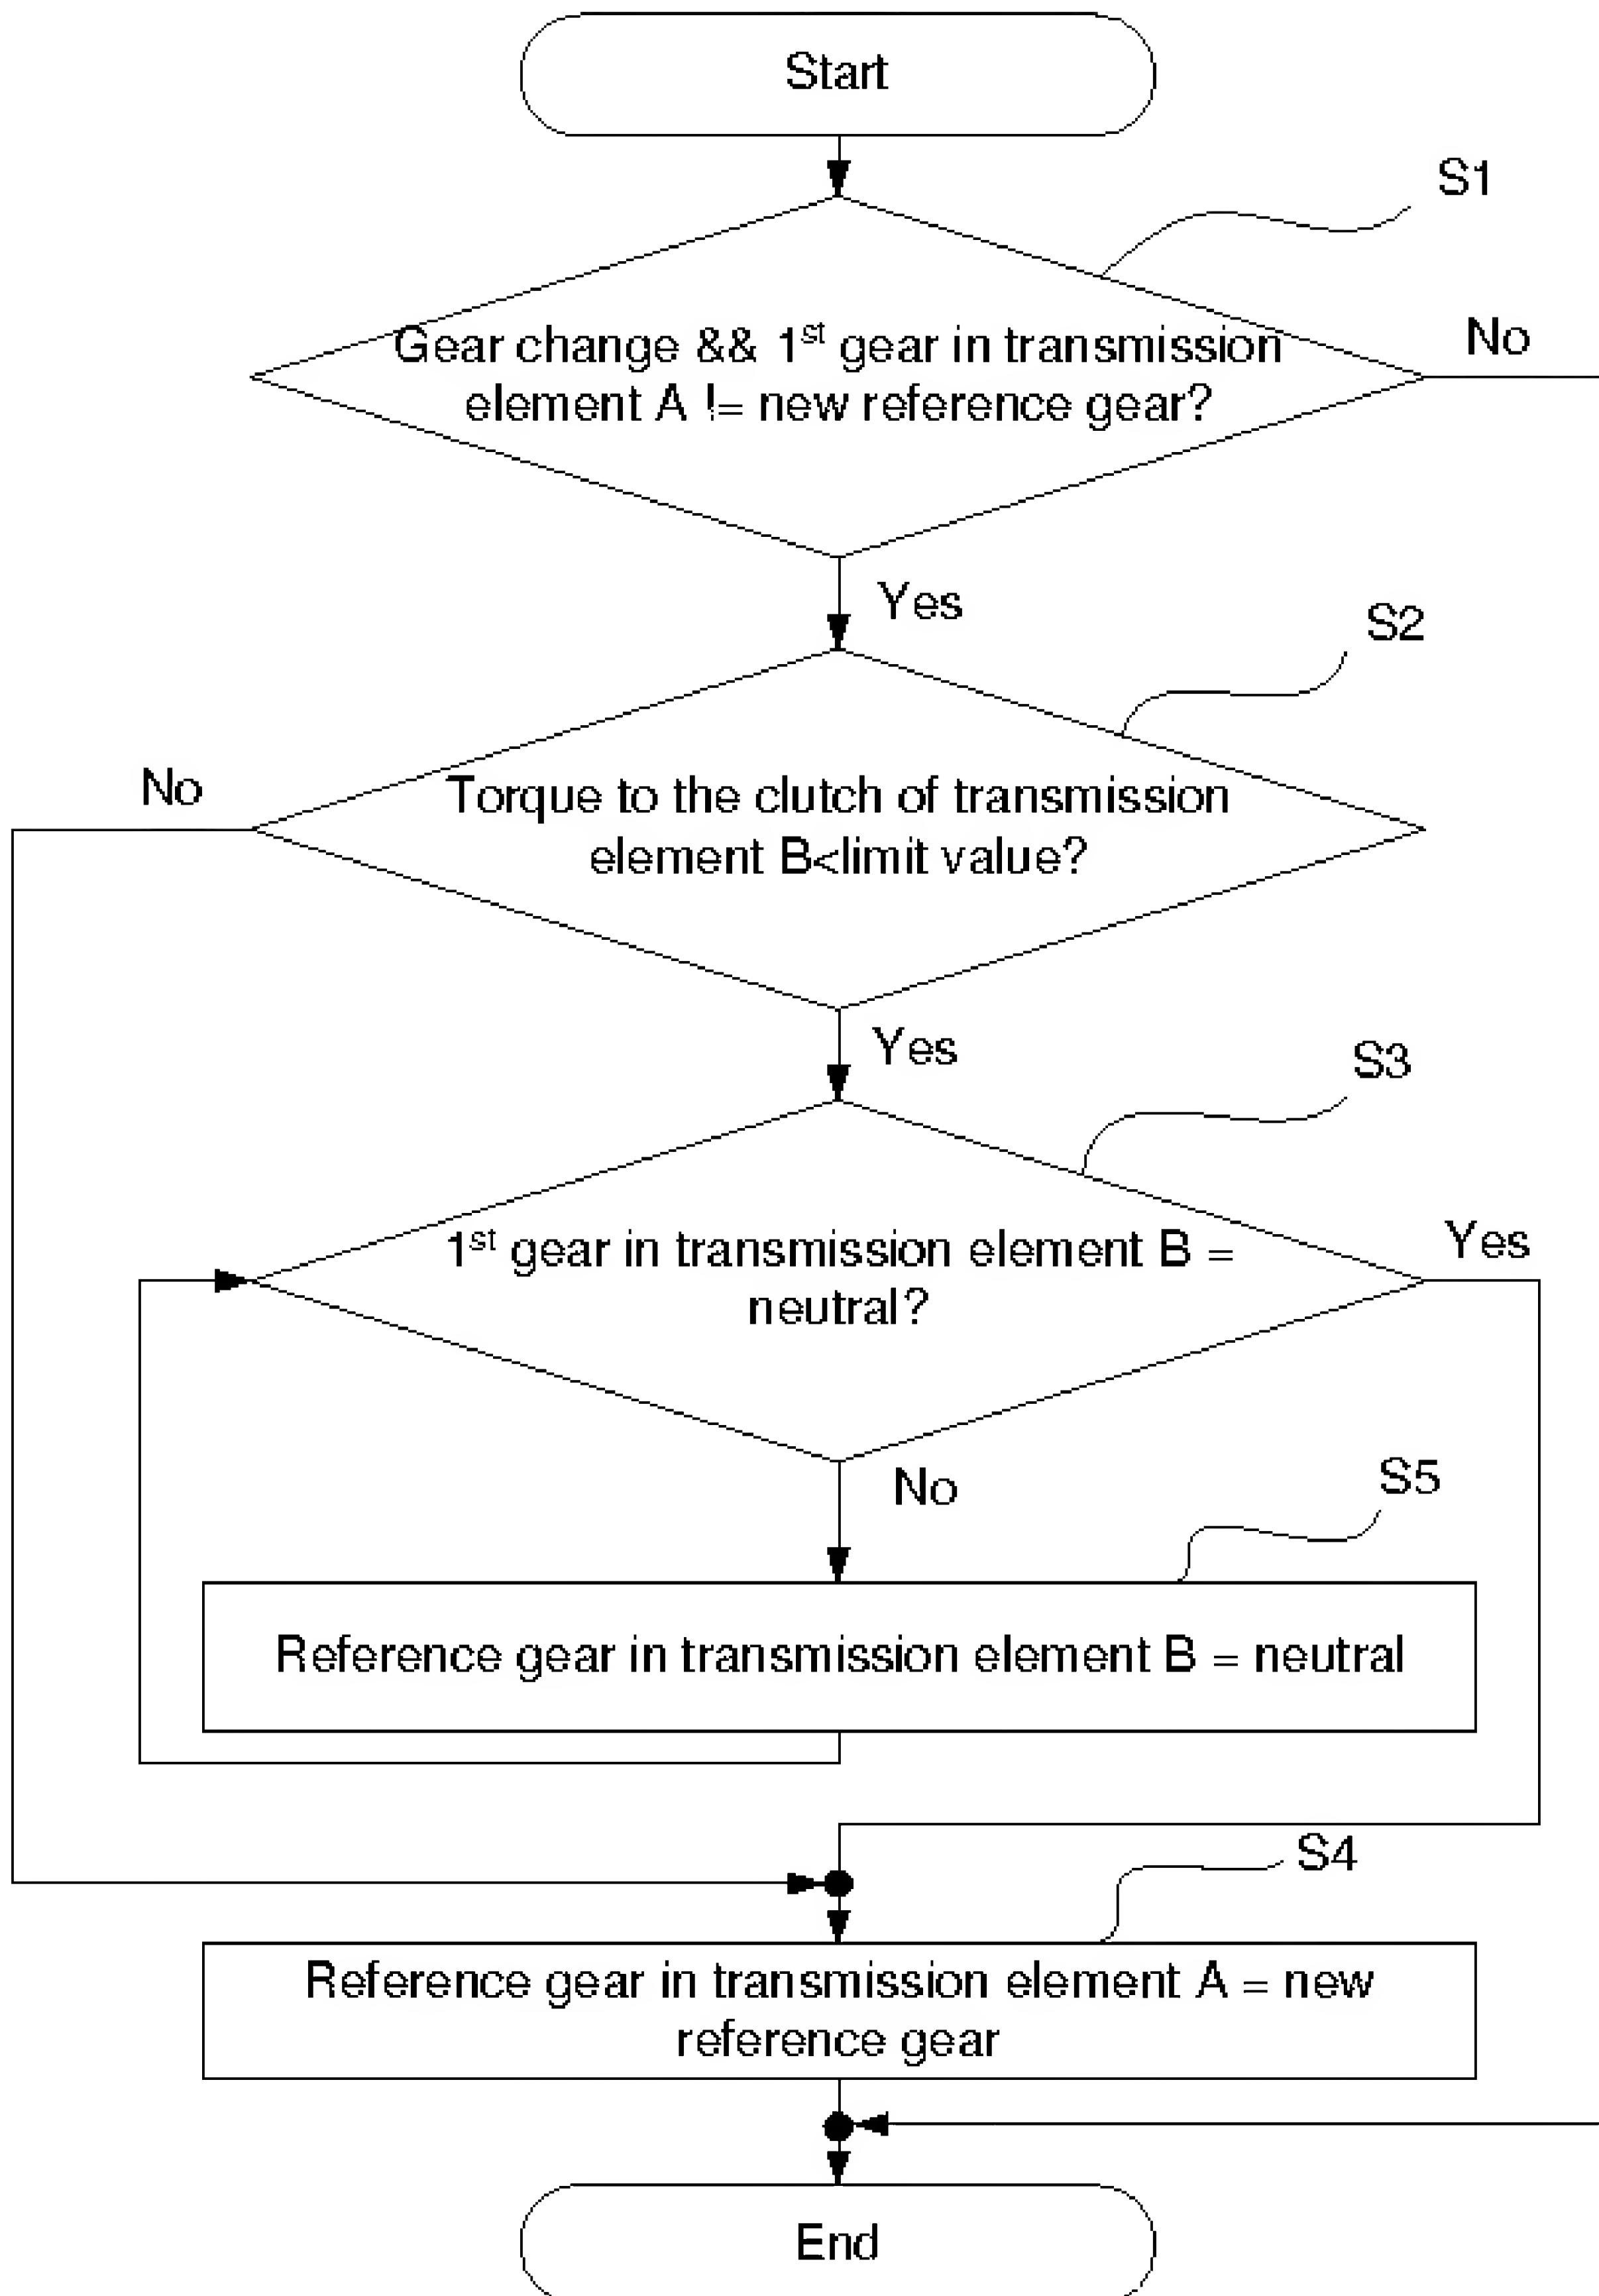 Start
S1
Gear change && 1st gear in transmission
element A != new reference gear?
No
Yes
S2
No
Torque to the clutch of transmission
element B<limit value?
Yes
S3
1st gear in transmission element B =
neutral?
Yes
No
S5
Reference gear in transmission element B = neutral
S4
Reference gear in transmission element A = new
reference gear
End